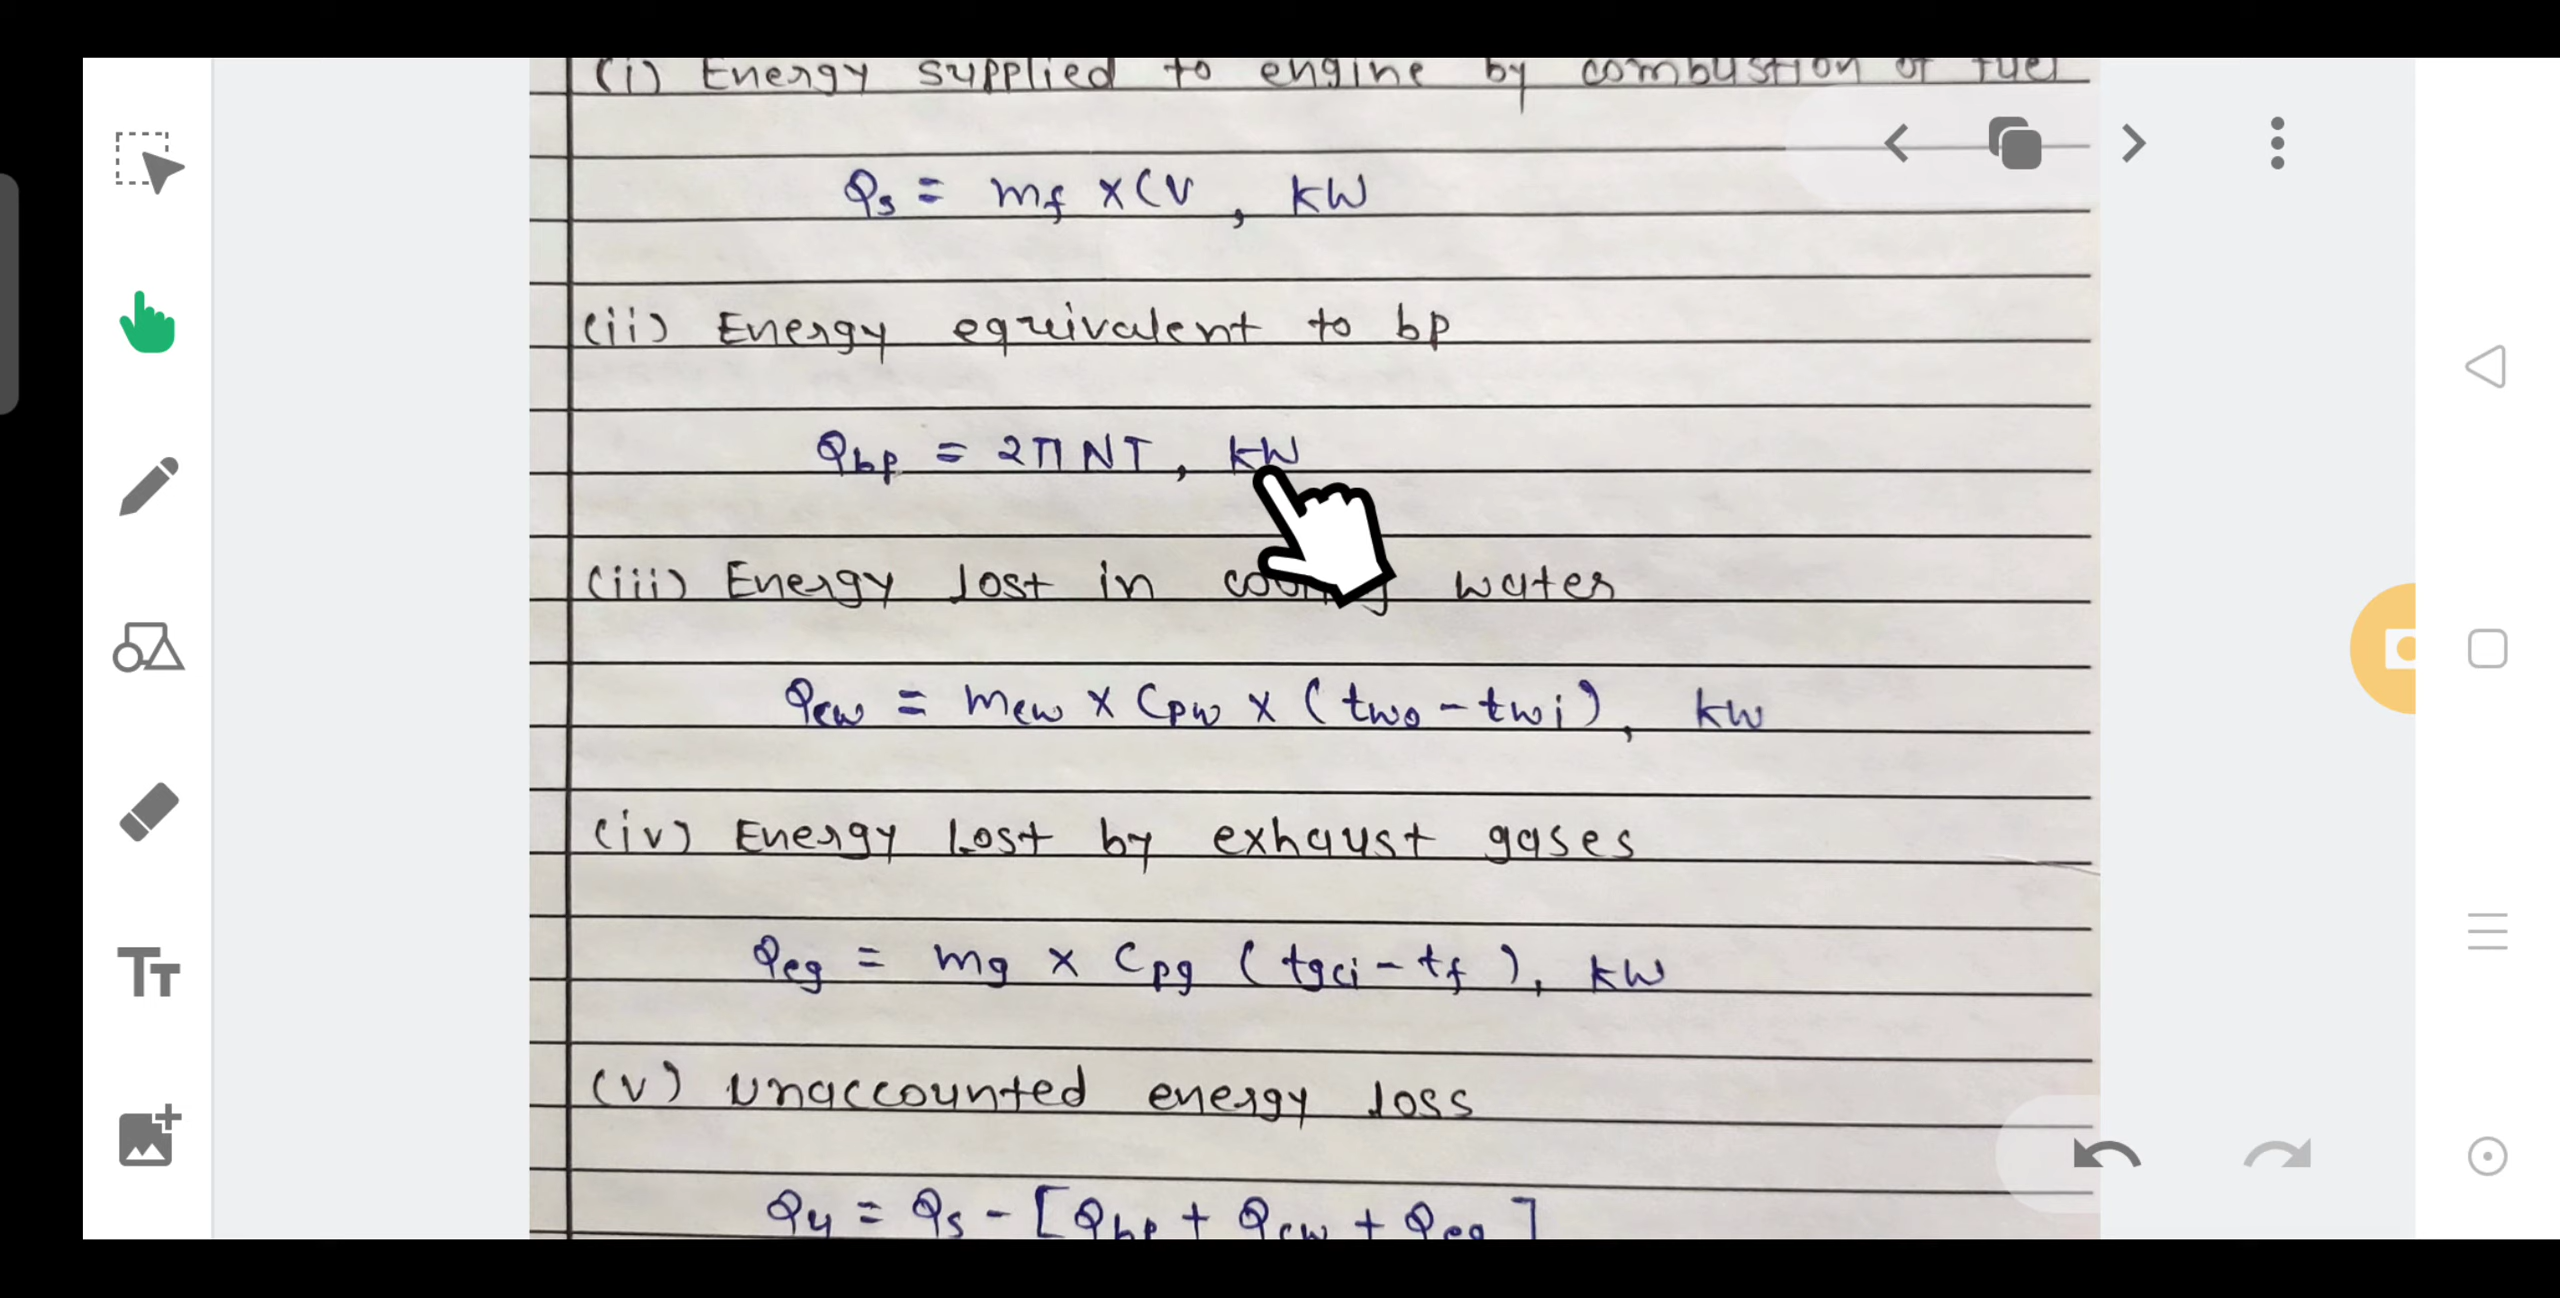 (i) Energy supplied to engine by combustion of fuel
Qs = mf × CV , kW
(ii) Energy equivalent to bp
Qbp = 2πNT, kW
(iii) Energy lost in cooling water
Qcw = mcw × Cpw × (two - twi), kW
(iv) Energy lost by exhaust gases
Qeg = mg × Cpg (tgci - tf), kW
(v) unaccounted energy loss
Qu = Qs - [Qbp + Qcw + Qeg]